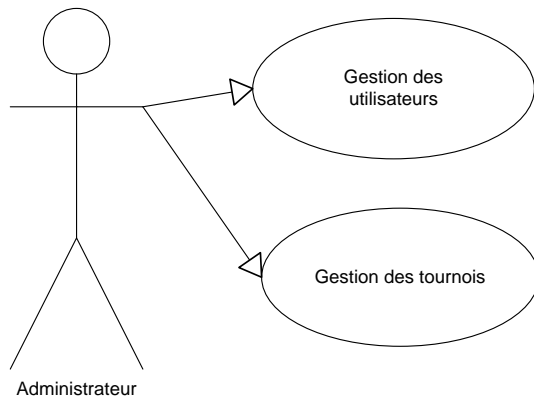 Gestion des
utilisateurs
Gestion des tournois
Administrateur